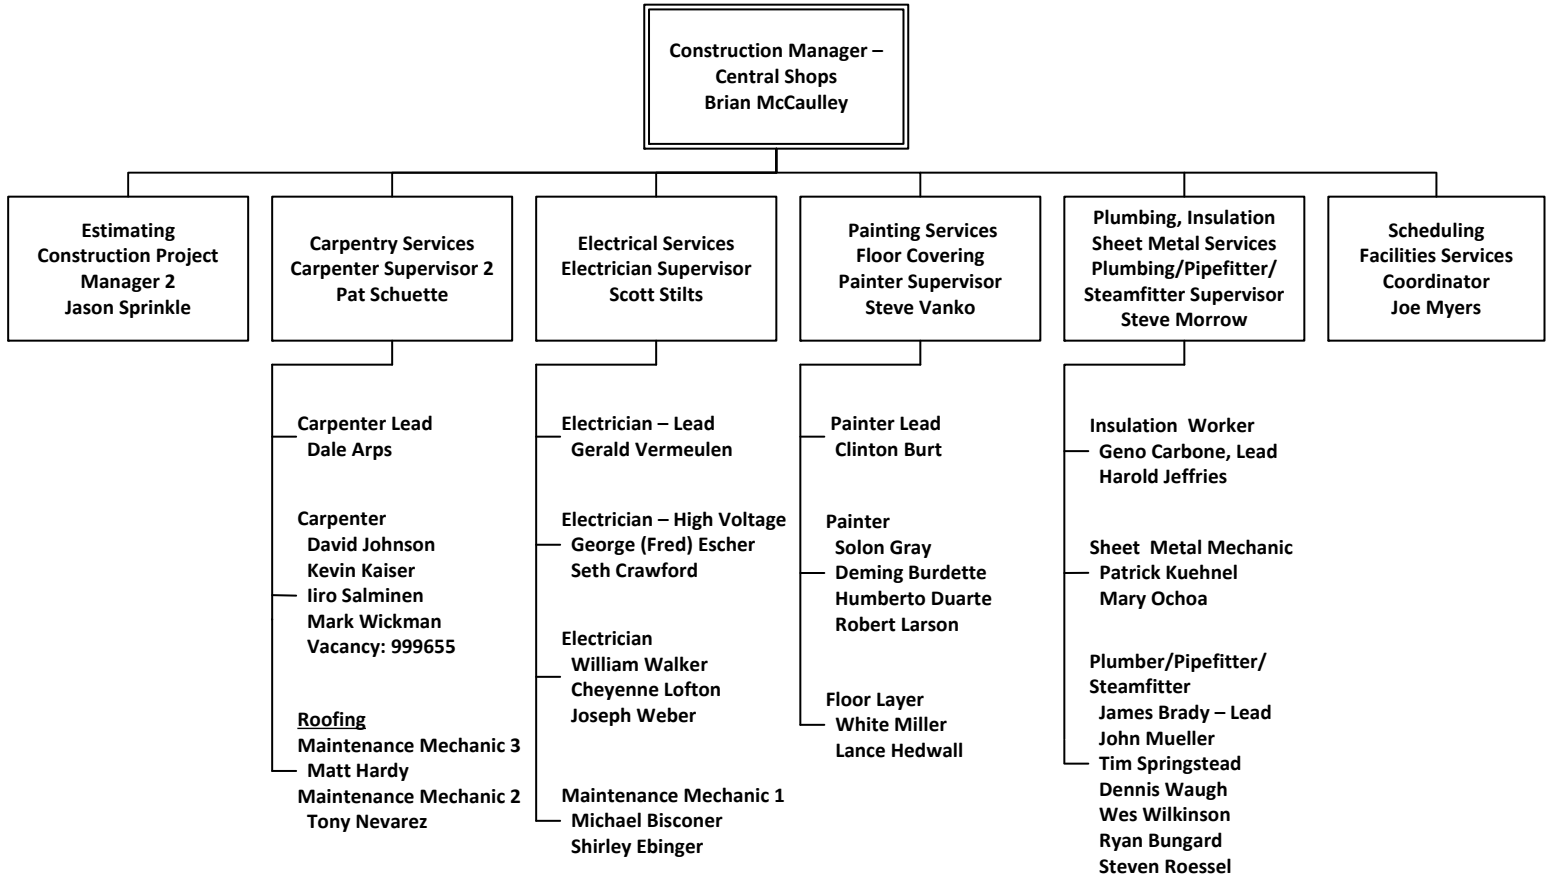 Construction Manager –
Central Shops
Brian McCaulley
Estimating
Construction Project
Manager 2
Jason Sprinkle
Carpentry Services
Carpenter Supervisor 2
Pat Schuette
Electrical Services
Electrician Supervisor
Scott Stilts
Painting Services
Floor Covering
Painter Supervisor
Steve Vanko
Plumbing, Insulation
Sheet Metal Services
Plumbing/Pipefitter/
Steamfitter Supervisor
Steve Morrow
Scheduling
Facilities Services
Coordinator
Joe Myers
Carpenter Lead
Dale Arps
Carpenter
David Johnson
Kevin Kaiser
Iiro Salminen
Mark Wickman
Vacancy: 999655
Roofing
Maintenance Mechanic 3
Matt Hardy
Maintenance Mechanic 2
Tony Nevarez
Electrician – Lead
Gerald Vermeulen
Electrician – High Voltage
George (Fred) Escher
Seth Crawford
Electrician
William Walker
Cheyenne Lofton
Joseph Weber
Maintenance Mechanic 1
Michael Bisconer
Shirley Ebinger
Painter Lead
Clinton Burt
Painter
Solon Gray
Deming Burdette
Humberto Duarte
Robert Larson
Floor Layer
White Miller
Lance Hedwall
Insulation  Worker
Geno Carbone, Lead
Harold Jeffries
Sheet  Metal Mechanic
Patrick Kuehnel
Mary Ochoa
Plumber/Pipefitter/
Steamfitter
James Brady – Lead
John Mueller
Tim Springstead
Dennis Waugh
Wes Wilkinson
Ryan Bungard
Steven Roessel